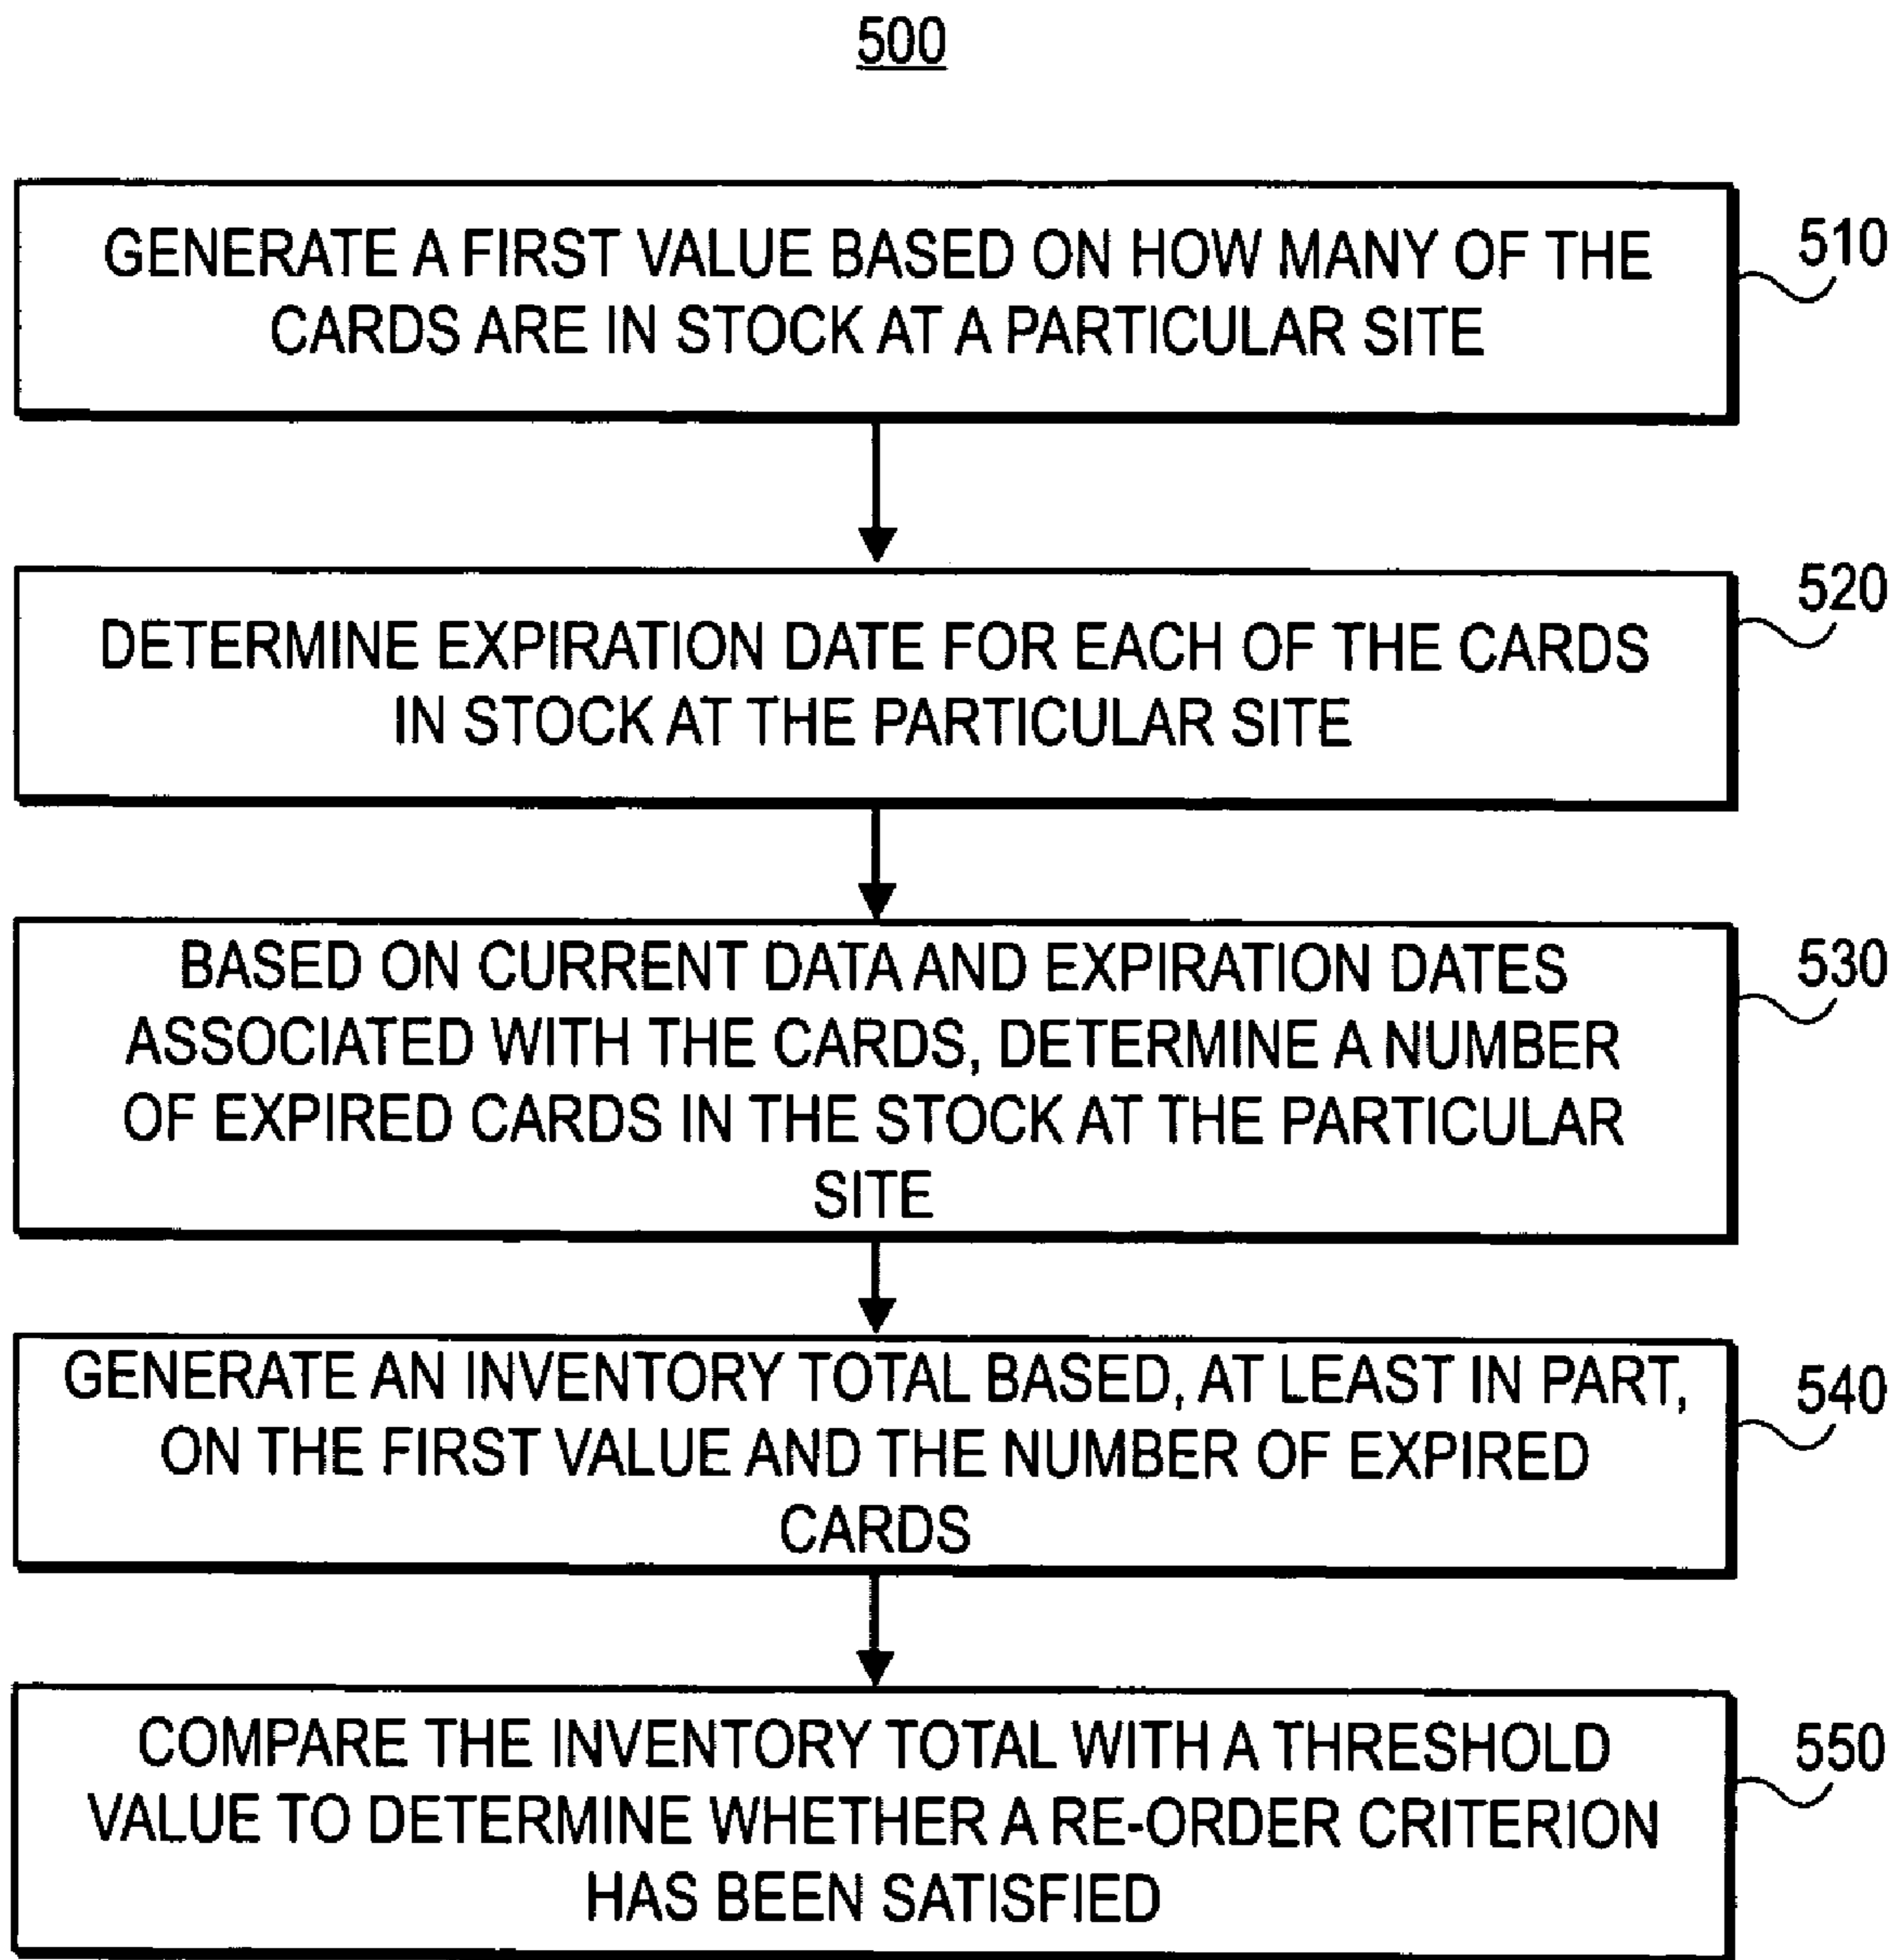 500
GENERATE A FIRST VALUE BASED ON HOW MANY OF THE
CARDS ARE IN STOCK AT A PARTICULAR SITE
510
DETERMINE EXPIRATION DATE FOR EACH OF THE CARDS
IN STOCK AT THE PARTICULAR SITE
520
BASED ON CURRENT DATA AND EXPIRATION DATES
ASSOCIATED WITH THE CARDS, DETERMINE A NUMBER
OF EXPIRED CARDS IN THE STOCK AT THE PARTICULAR
SITE
530
GENERATE AN INVENTORY TOTAL BASED, AT LEAST IN PART,
ON THE FIRST VALUE AND THE NUMBER OF EXPIRED
CARDS
540
COMPARE THE INVENTORY TOTAL WITH A THRESHOLD
VALUE TO DETERMINE WHETHER A RE-ORDER CRITERION
HAS BEEN SATISFIED
550